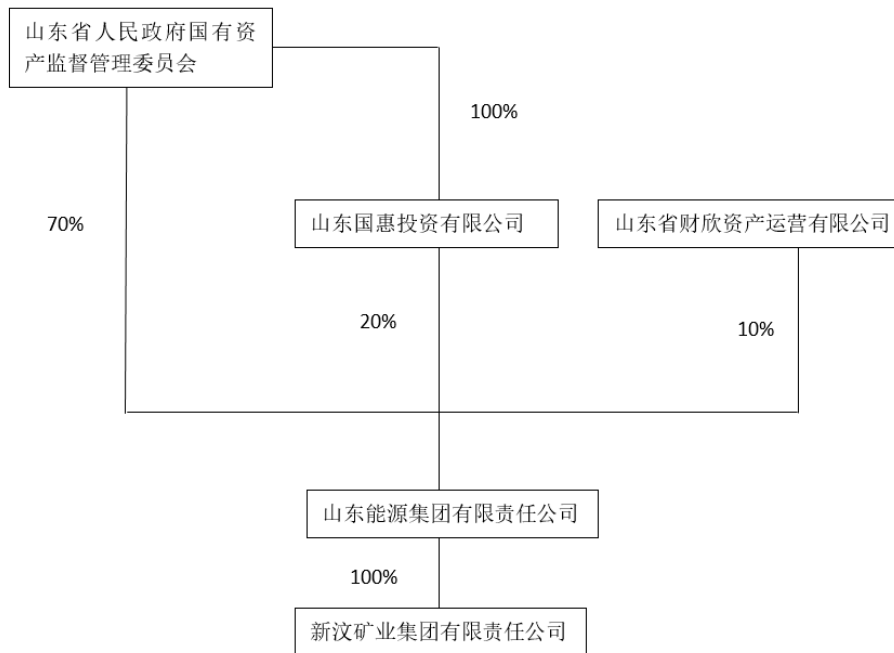 山东省人民政府国有资
产监督管理委员会
100%
70%
山东国惠投资有限公司
山东省财欣资产运营有限公司
20%
10%
山东能源集团有限责任公司
100%
新汶矿业集团有限责任公司